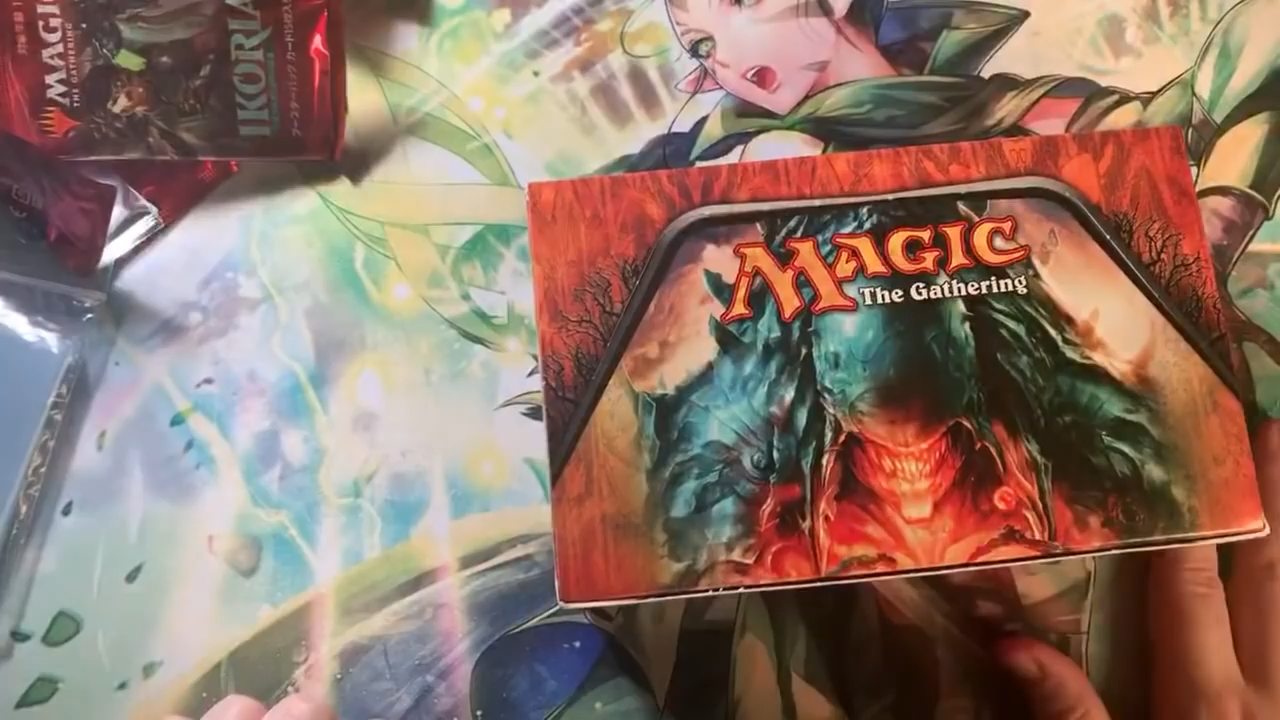 MAGIC
THE GATHERING
IKORIA
MAGIC
The Gathering